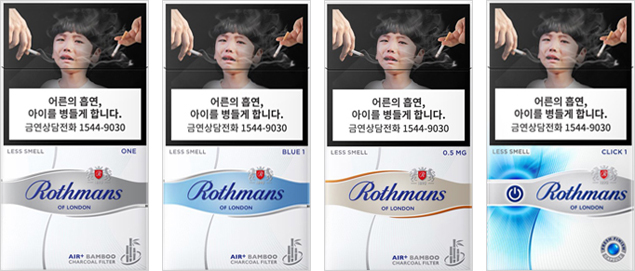 어른의 흡연,
아이를 병들게 합니다.
금연상담전화 1544-9030
LESS SMELL ONE
Rothmans
OF LONDON
AIR* BAMBOO
CHARCOAL FILTER
어른의 흡연,
아이를 병들게 합니다.
금연상담전화 1544-9030
LESS SMELL BLUE 1
Rothmans
OF LONDON
AIR* BAMBOO
CHARCOAL FILTER
어른의 흡연,
아이를 병들게 합니다.
금연상담전화 1544-9030
LESS SMELL 0.5 MG
Rothmans
OF LONDON
AIR* BAMBOO
CHARCOAL FILTER
어른의 흡연,
아이를 병들게 합니다.
금연상담전화 1544-9030
LESS SMELL CLICK 1
Rothmans
OF LONDON